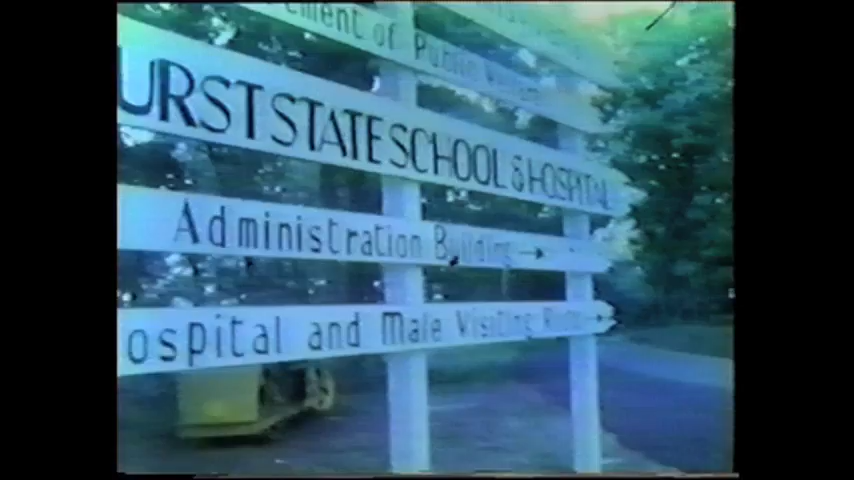 ement of Public
URST STATE SCHOOL & HOSPITAL
Administration Building →
ospital and Male Visiting